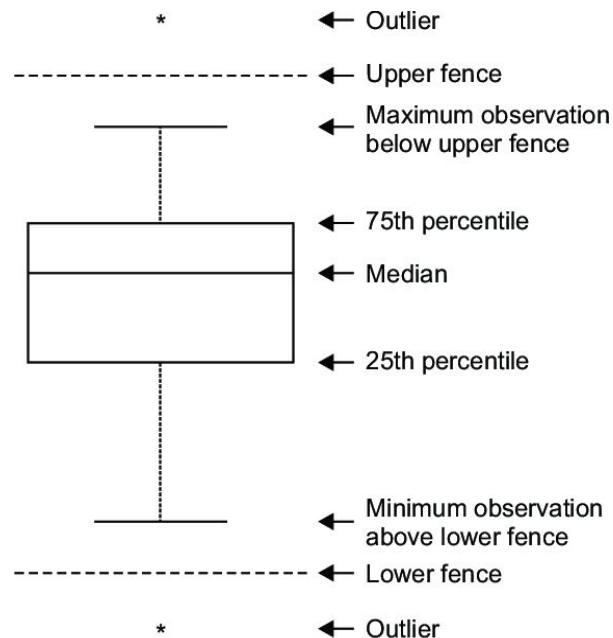 * Outlier
Upper fence
Maximum observation
below upper fence
75th percentile
Median
25th percentile
Minimum observation
above lower fence
Lower fence
* Outlier